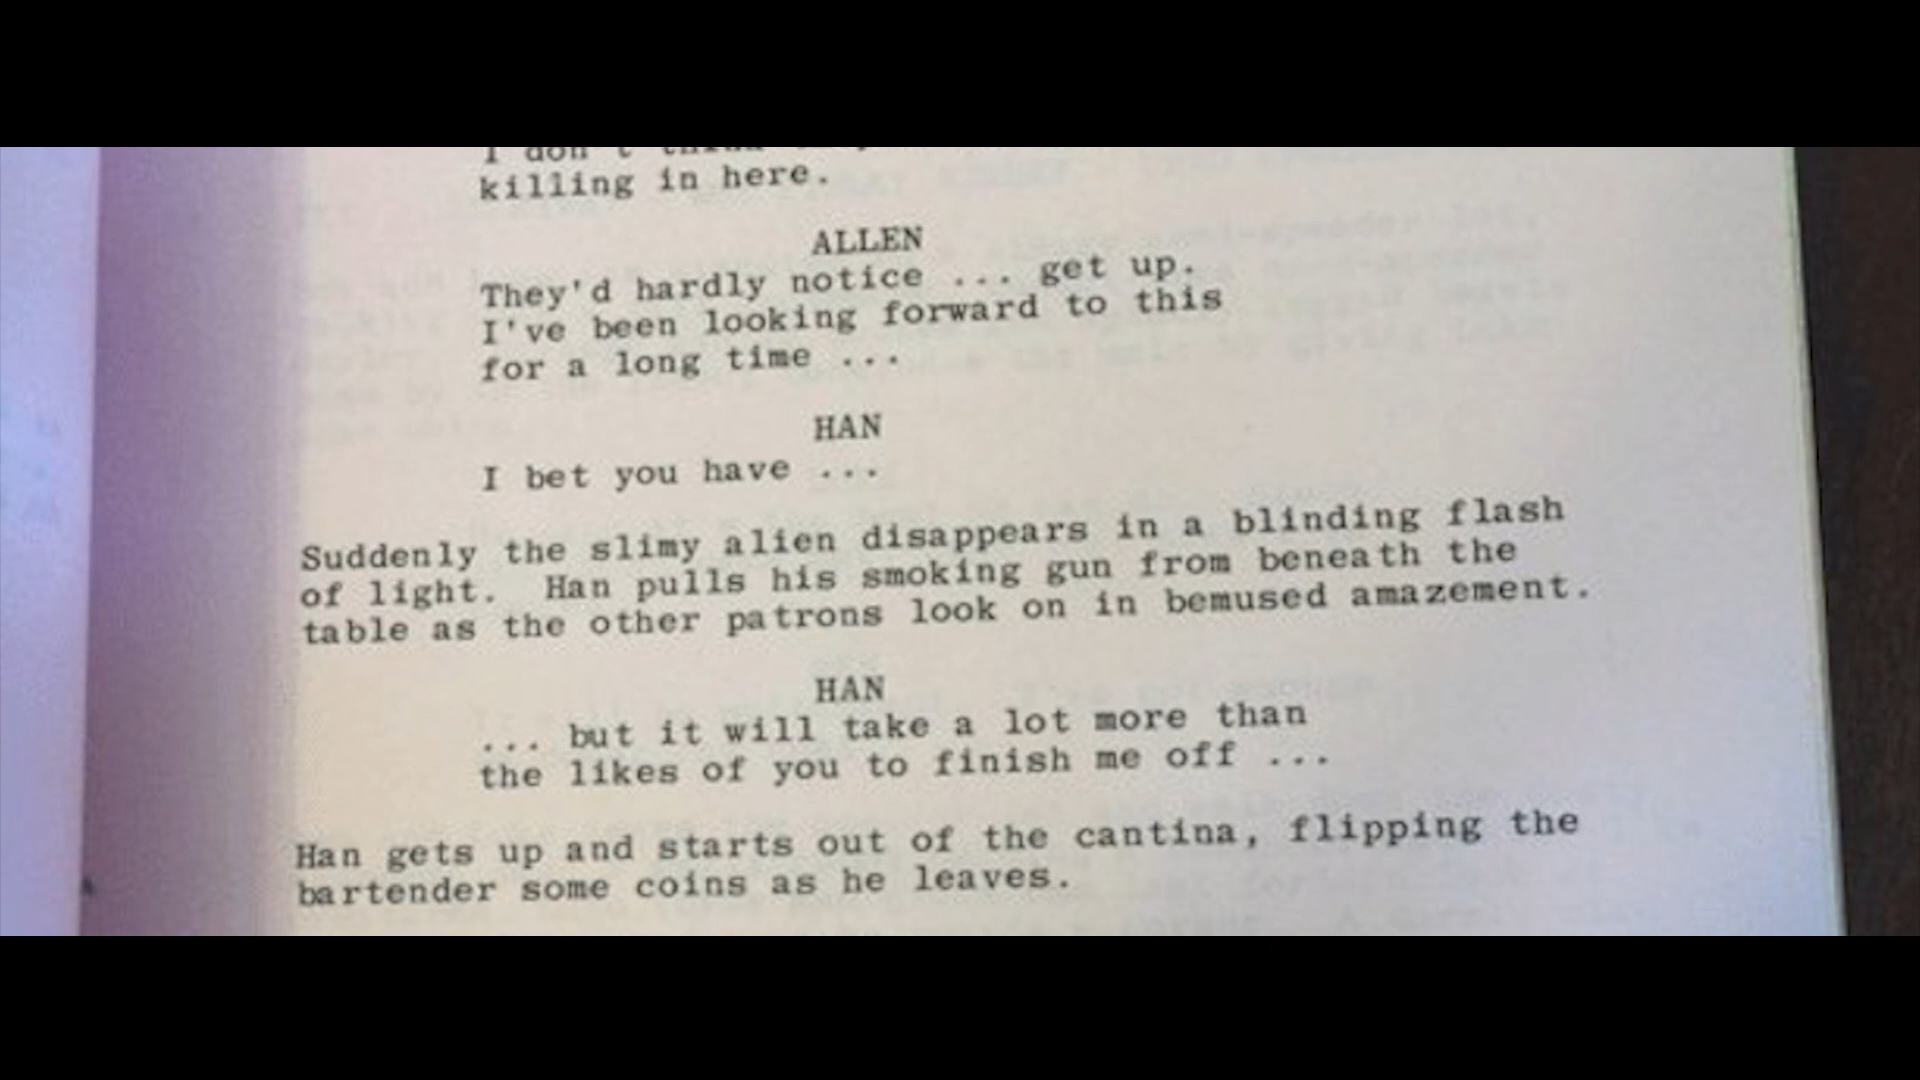 I don't think
killing in here.
ALLEN
They'd hardly notice ... get up.
I've been looking forward to this
for a long time ...
HAN
I bet you have ...
Suddenly the slimy alien disappears in a blinding flash
of light. Han pulls his smoking gun from beneath the
table as the other patrons look on in bemused amazement.
HAN
... but it will take a lot more than
the likes of you to finish me off ...
Han gets up and starts out of the cantina, flipping the
bartender some coins as he leaves.